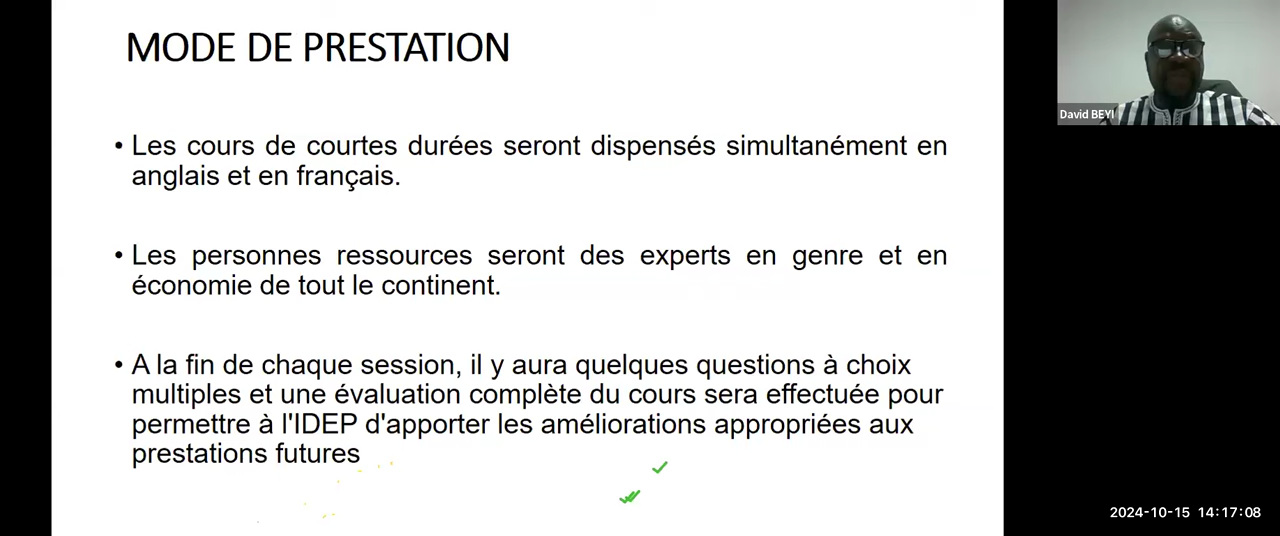 MODE DE PRESTATION
• Les cours de courtes durées seront dispensés simultanément en
anglais et en français.
• Les personnes ressources seront des experts en genre et en
économie de tout le continent.
• A la fin de chaque session, il y aura quelques questions à choix
multiples et une évaluation complète du cours sera effectuée pour
permettre à l'IDEP d'apporter les améliorations appropriées aux
prestations futures
David BEYI
2024-10-15 14:17:08